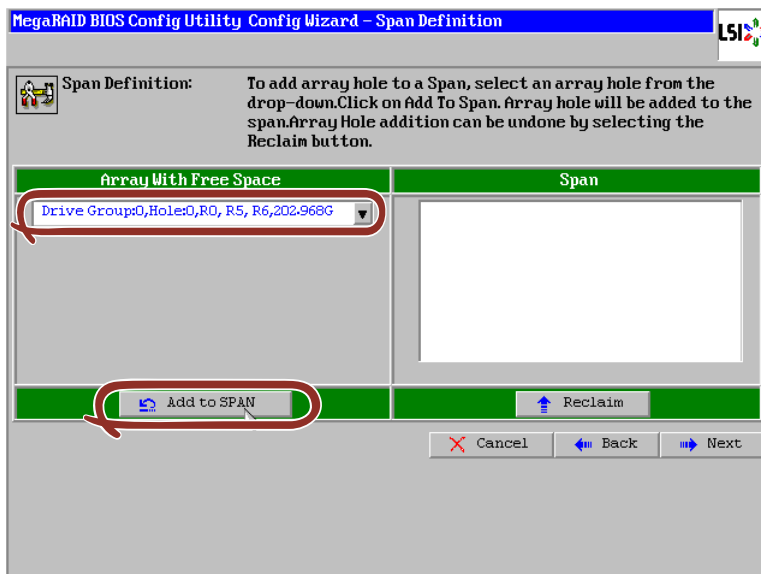 MegaRAID BIOS Config Utility Config Wizard – Span Definition
LSI
Span Definition:
To add array hole to a Span, select an array hole from the
drop-down.Click on Add To Span. Array hole will be added to the
span.Array Hole addition can be undone by selecting the
Reclaim button.
Array With Free Space
Span
Drive Group:0,Hole:0,R0, R5, R6,202.968G
Add to SPAN
Reclaim
Cancel
Back
Next